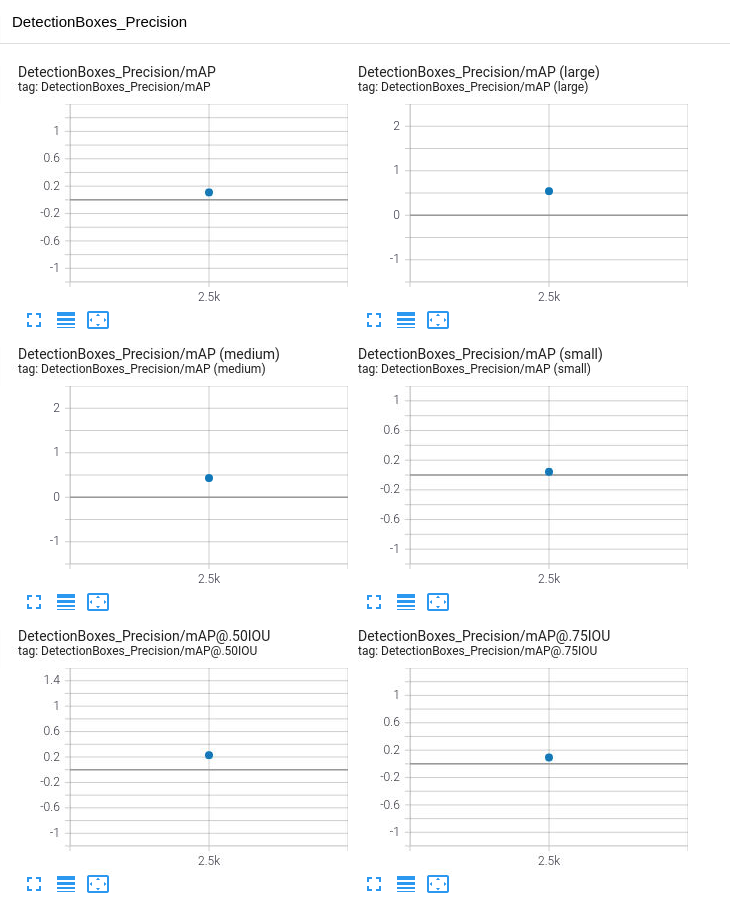 DetectionBoxes_Precision
DetectionBoxes_Precision/mAP
tag: DetectionBoxes_Precision/mAP
1
0.6
0.2
-0.2
-0.6
-1
2.5k
DetectionBoxes_Precision/mAP (large)
tag: DetectionBoxes_Precision/mAP (large)
2
1
0
-1
2.5k
DetectionBoxes_Precision/mAP (medium)
tag: DetectionBoxes_Precision/mAP (medium)
2
1
0
-1
2.5k
DetectionBoxes_Precision/mAP (small)
tag: DetectionBoxes_Precision/mAP (small)
1
0.6
0.2
-0.2
-0.6
-1
2.5k
DetectionBoxes_Precision/mAP@.50IOU
tag: DetectionBoxes_Precision/mAP@.50IOU
1.4
1
0.6
0.2
-0.2
-0.6
-1
2.5k
DetectionBoxes_Precision/mAP@.75IOU
tag: DetectionBoxes_Precision/mAP@.75IOU
1
0.6
0.2
-0.2
-0.6
-1
2.5k